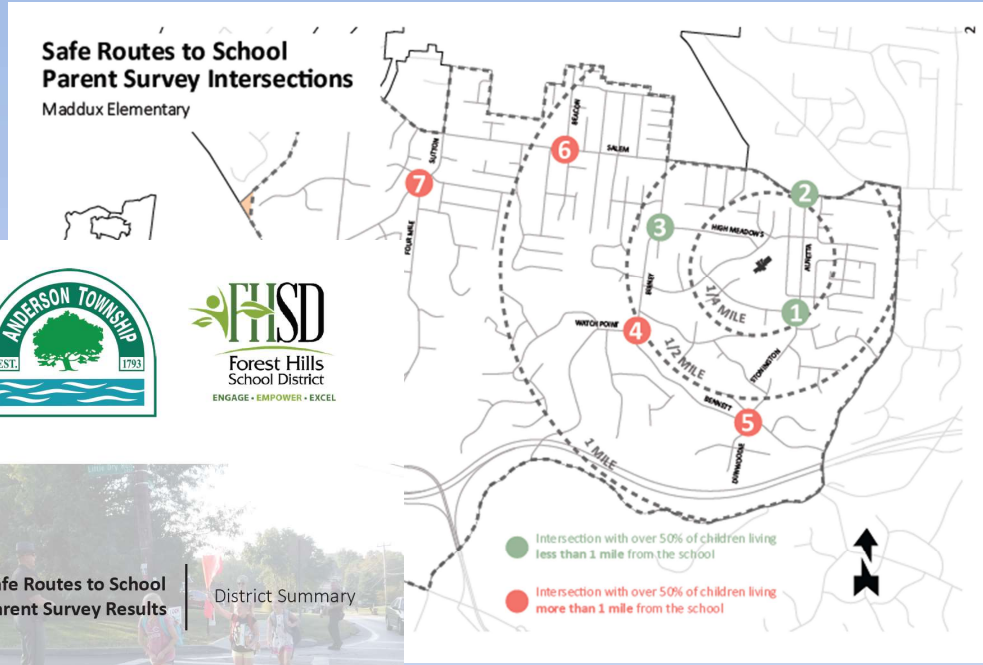 Safe Routes to School
Parent Survey Intersections
Maddux Elementary
2
BEACON
6
SALEM
SUTTON
7
2
3
HIGH MEADOWS
ALNETTA
FOUR MILE
1/4 MILE
1
WATCH POINT
4
1/2 MILE
STONINGTON
BENNETT
5
DUNWOODIE
1 MILE
ANDERSON TOWNSHIP
EST.
1793
FHSD
Forest Hills
School District
ENGAGE • EMPOWER • EXCEL
afe Routes to School
arent Survey Results
District Summary
Intersection with over 50% of children living
less than 1 mile from the school
Intersection with over 50% of children living
more than 1 mile from the school